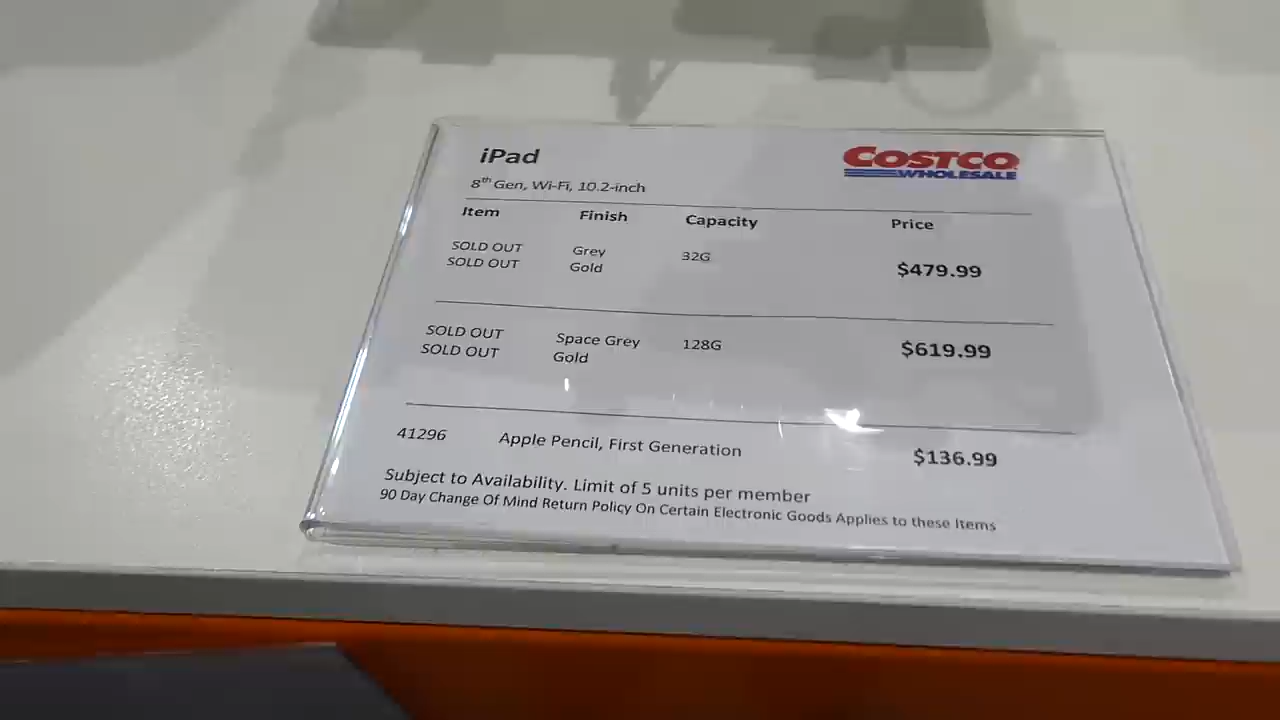 iPad
COSTCO
WHOLESALE
8th Gen, Wi-Fi, 10.2-inch
Item Finish Capacity Price
SOLD OUT Grey 32G $479.99
SOLD OUT Gold
SOLD OUT Space Grey 128G $619.99
SOLD OUT Gold
41296 Apple Pencil, First Generation $136.99
Subject to Availability. Limit of 5 units per member
90 Day Change Of Mind Return Policy On Certain Electronic Goods Applies to these Items